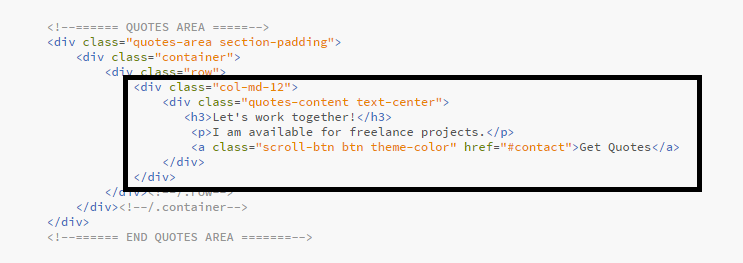 <!--====== QUOTES AREA ======-->
<div class="quotes-area section-padding">
<div class="container">
<div class="row">
<div class="col-md-12">
<div class="quotes-content text-center">
<h3>Let's work together!</h3>
<p>I am available for freelance projects.</p>
<a class="scroll-btn btn theme-color" href="#contact">Get Quotes</a>
</div>
</div>
</div><!--/.row-->
</div><!--/.container-->
</div>
<!--====== END QUOTES AREA =========-->